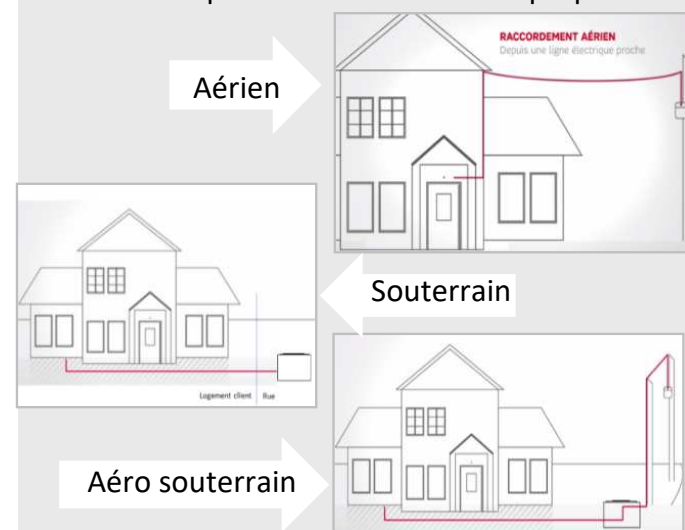 RACCORDEMENT AÉRIEN
Depuis une ligne électrique proche
Aérien
Souterrain
Logement client | Rue
Aéro souterrain